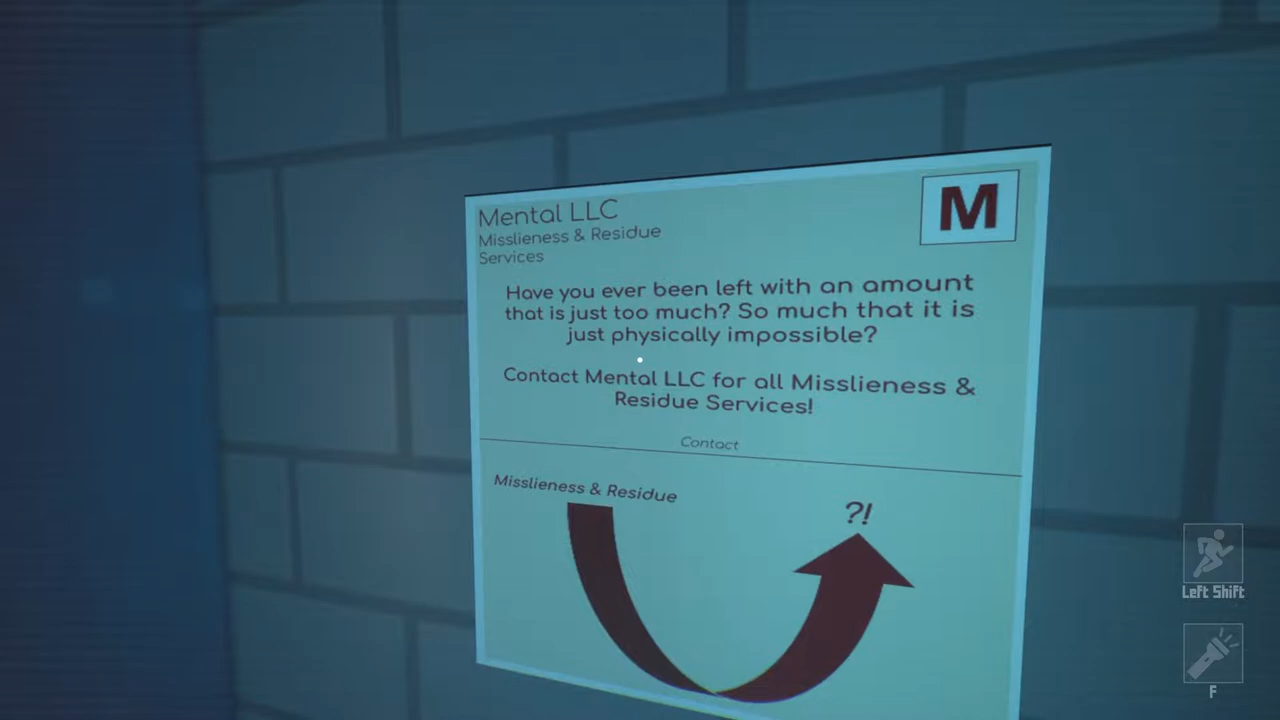 Mental LLC
Misslieness & Residue
Services
M
Have you ever been left with an amount
that is just too much? So much that it is
just physically impossible?
Contact Mental LLC for all Misslieness &
Residue Services!
Contact
Misslieness & Residue
?!
Left Shift
F